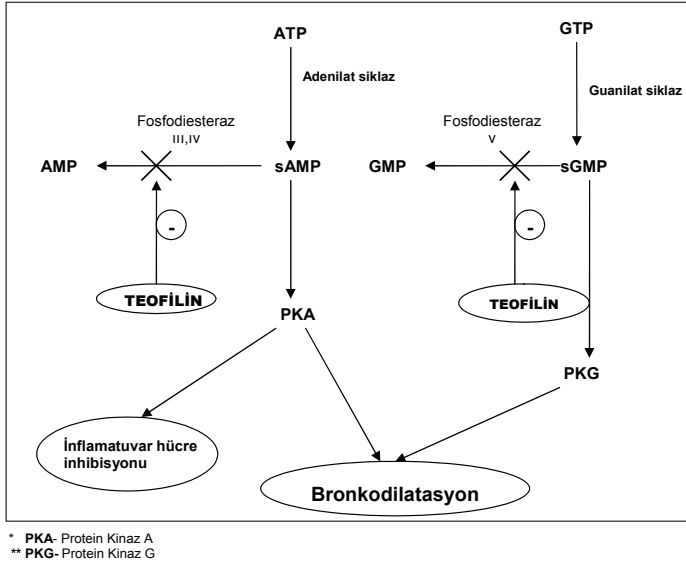 ATP
GTP
Adenilat siklaz
Guanilat siklaz
Fosfodiesteraz
III,IV
Fosfodiesteraz
V
AMP
sAMP
GMP
sGMP
-
-
TEOFİLİN
TEOFİLİN
PKA
PKG
İnflamatuvar hücre
inhibisyonu
Bronkodilatasyon
* PKA- Protein Kinaz A
** PKG- Protein Kinaz G